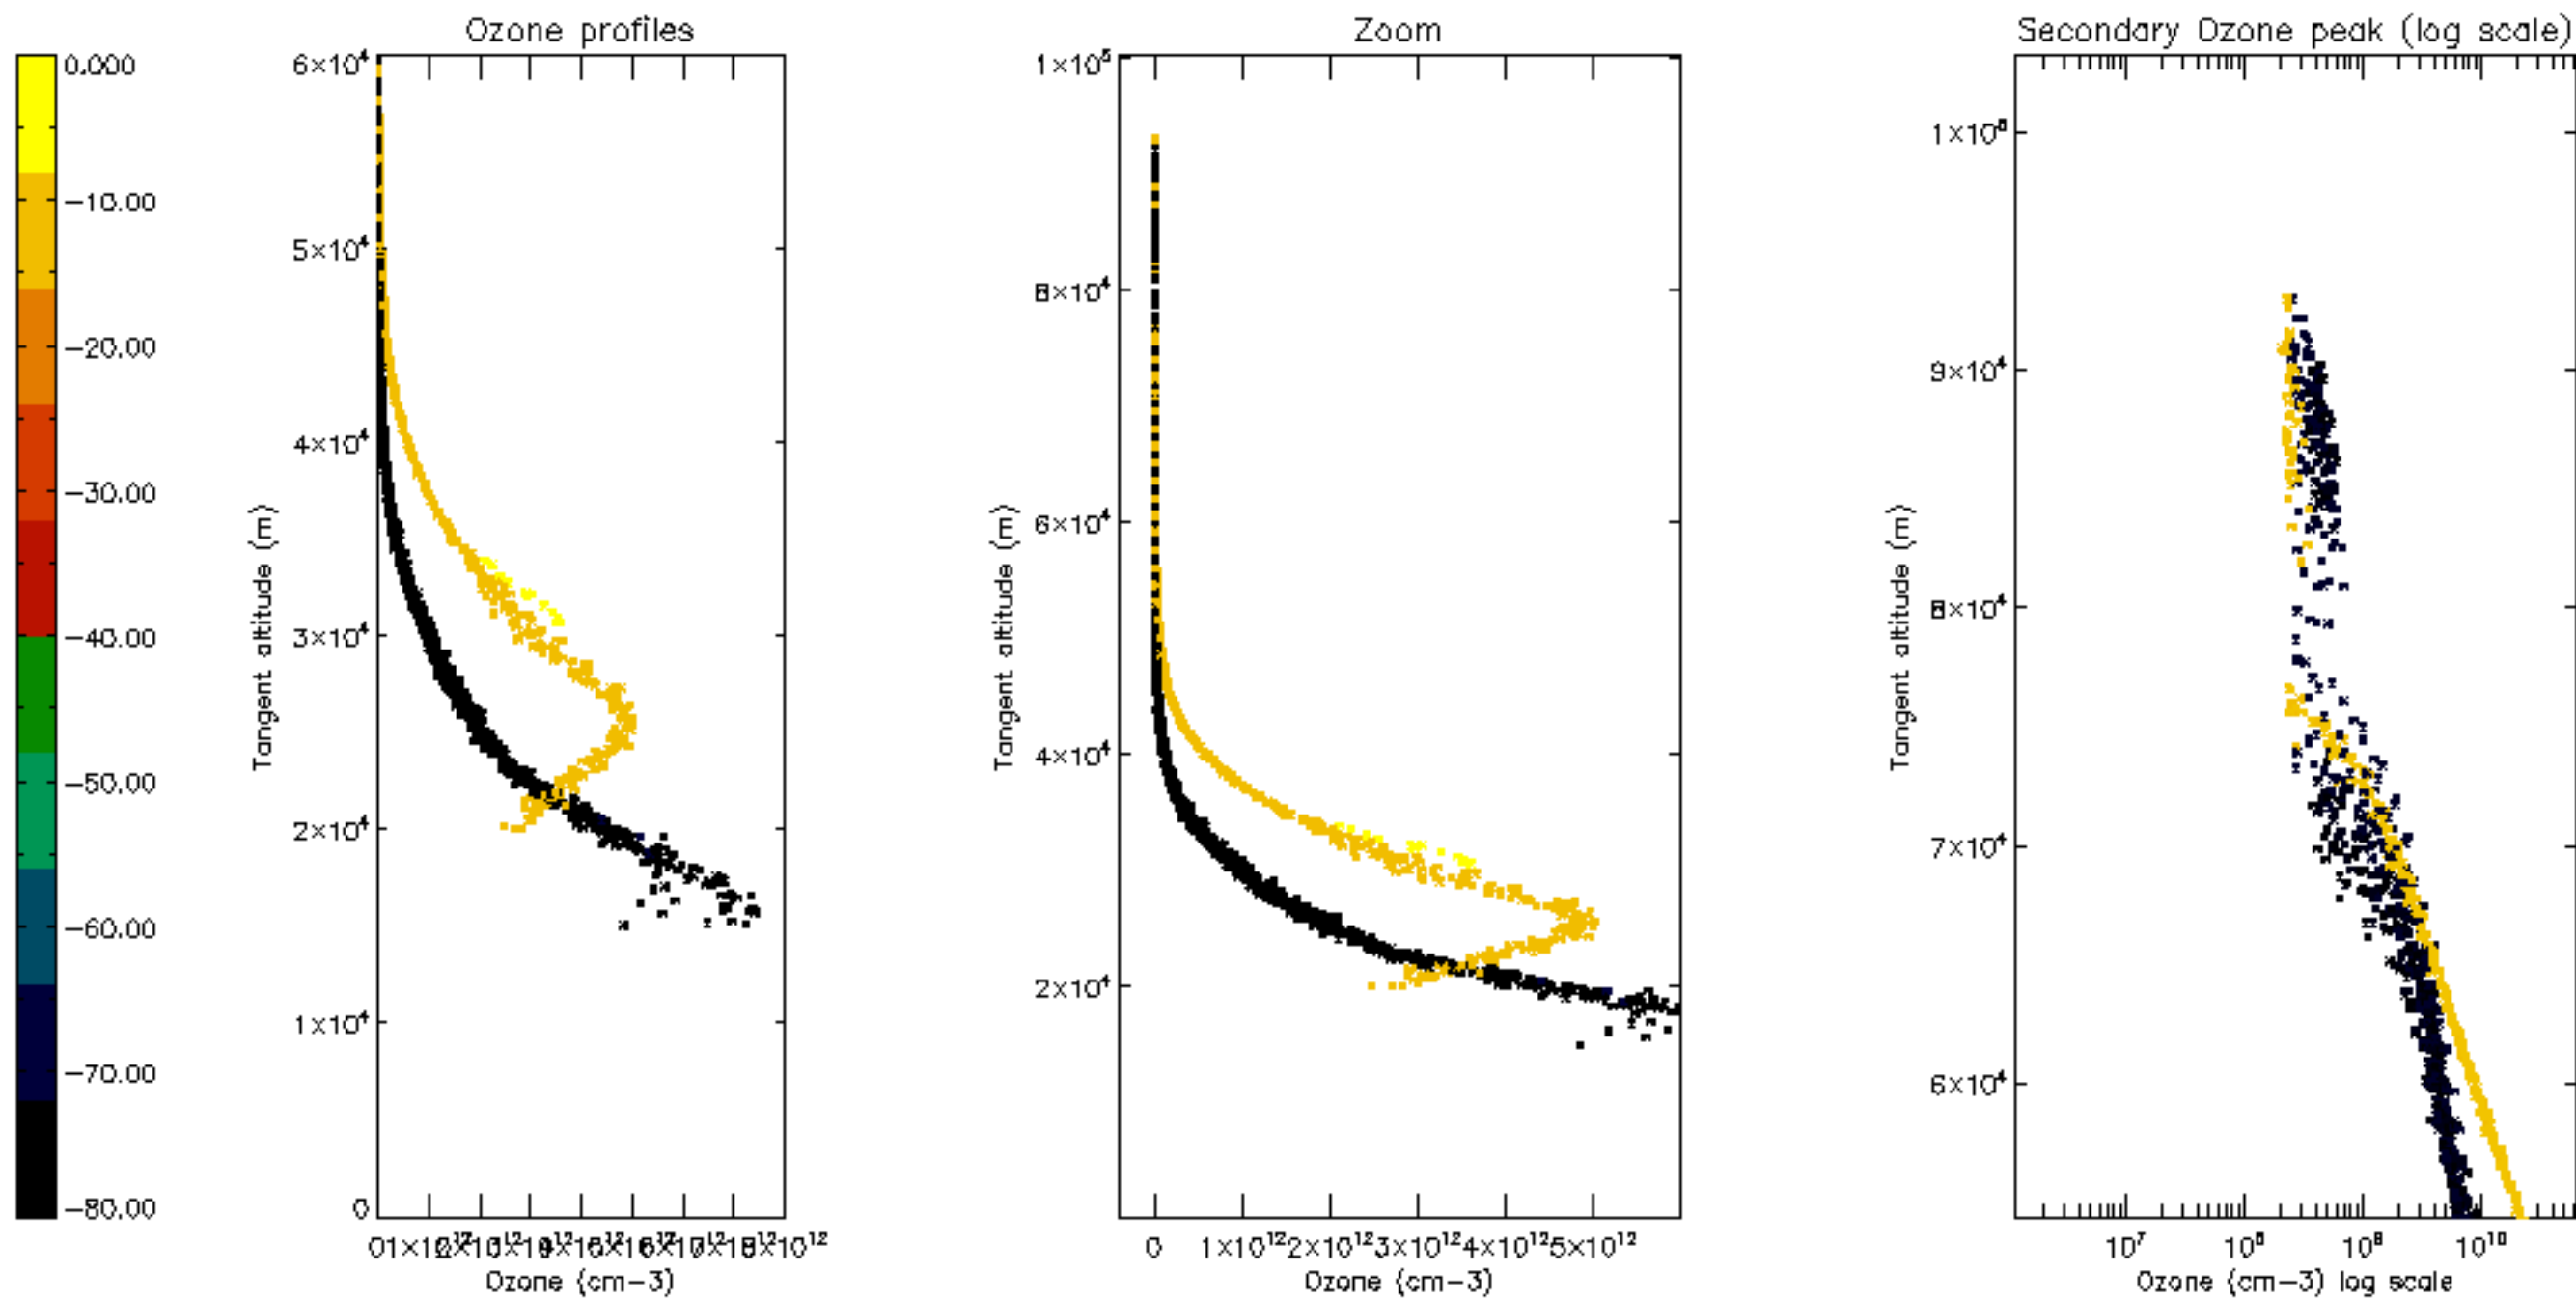 Ozone profiles
Zoom
Secondary Ozone peak (log scale)
0.000
−10.00
−20.00
−30.00
−40.00
−50.00
−60.00
−70.00
−80.00
6×10⁴
5×10⁴
4×10⁴
3×10⁴
2×10⁴
1×10⁴
0
Tangent altitude (m)
Ozone (cm−3)
1×10⁵
8×10⁴
6×10⁴
4×10⁴
2×10⁴
Tangent altitude (m)
0 1×10¹² 2×10¹² 3×10¹² 4×10¹² 5×10¹²
Ozone (cm−3)
9×10⁴
8×10⁴
7×10⁴
6×10⁴
Tangent altitude (m)
10⁷ 10⁸ 10⁹ 10¹⁰
Ozone (cm−3) log scale